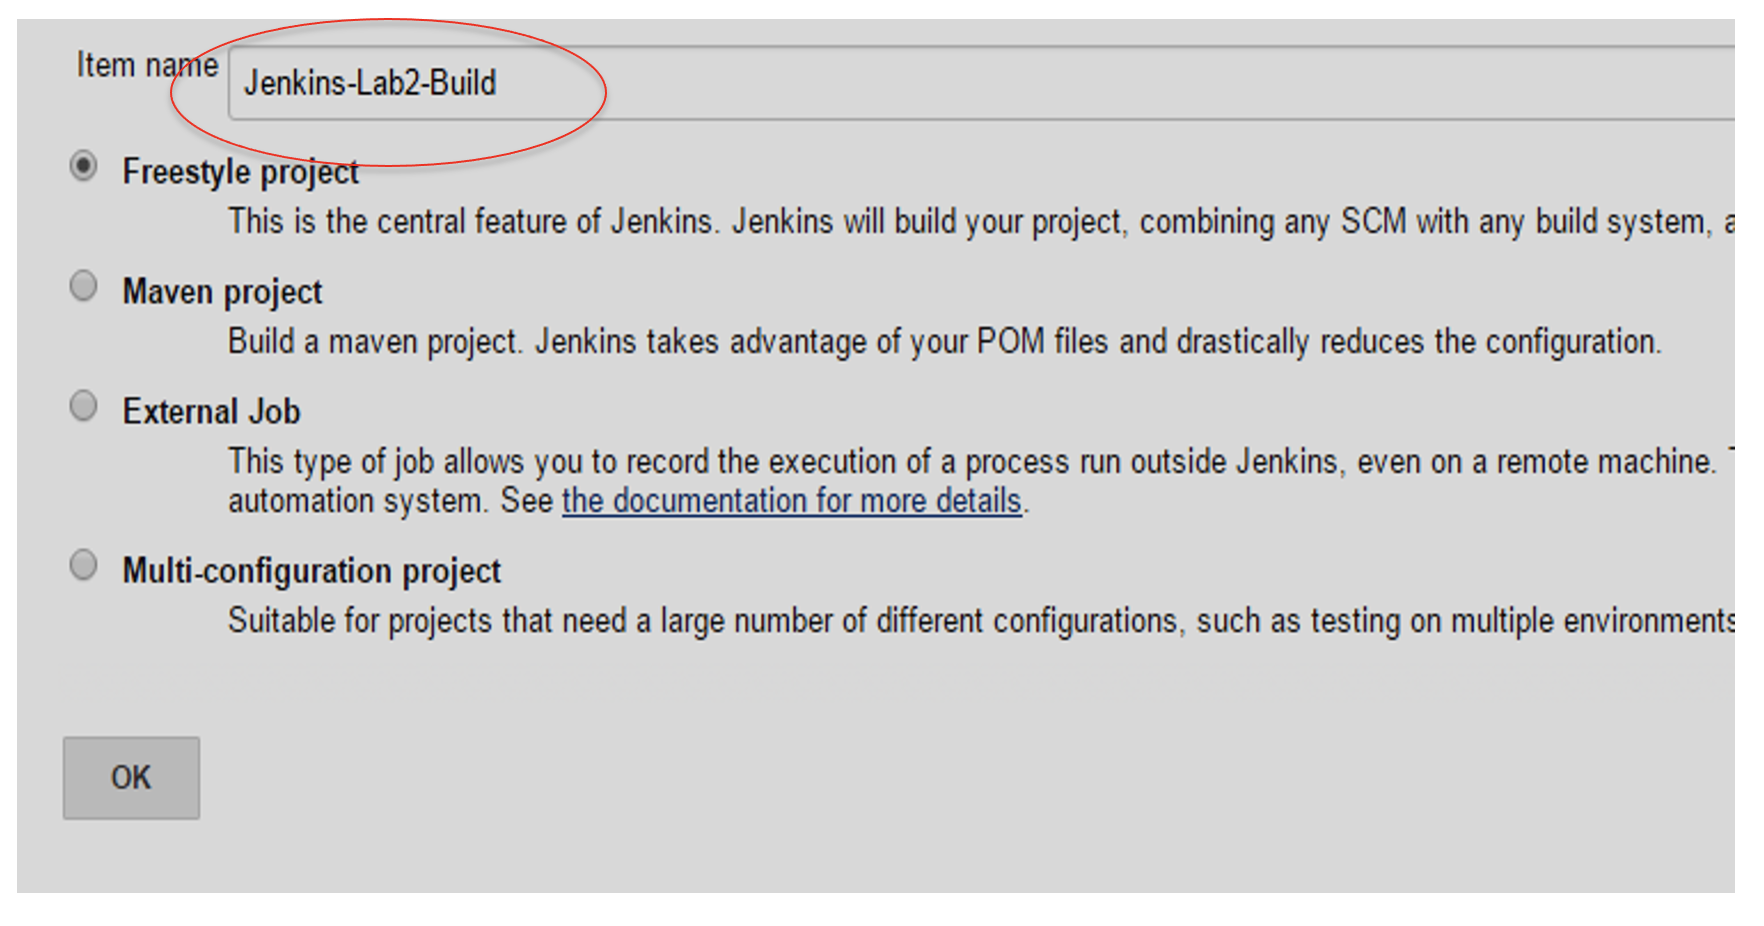 Item name
Jenkins-Lab2-Build
Freestyle project
This is the central feature of Jenkins. Jenkins will build your project, combining any SCM with any build system, a
Maven project
Build a maven project. Jenkins takes advantage of your POM files and drastically reduces the configuration.
External Job
This type of job allows you to record the execution of a process run outside Jenkins, even on a remote machine.
automation system. See the documentation for more details.
Multi-configuration project
Suitable for projects that need a large number of different configurations, such as testing on multiple environments
OK